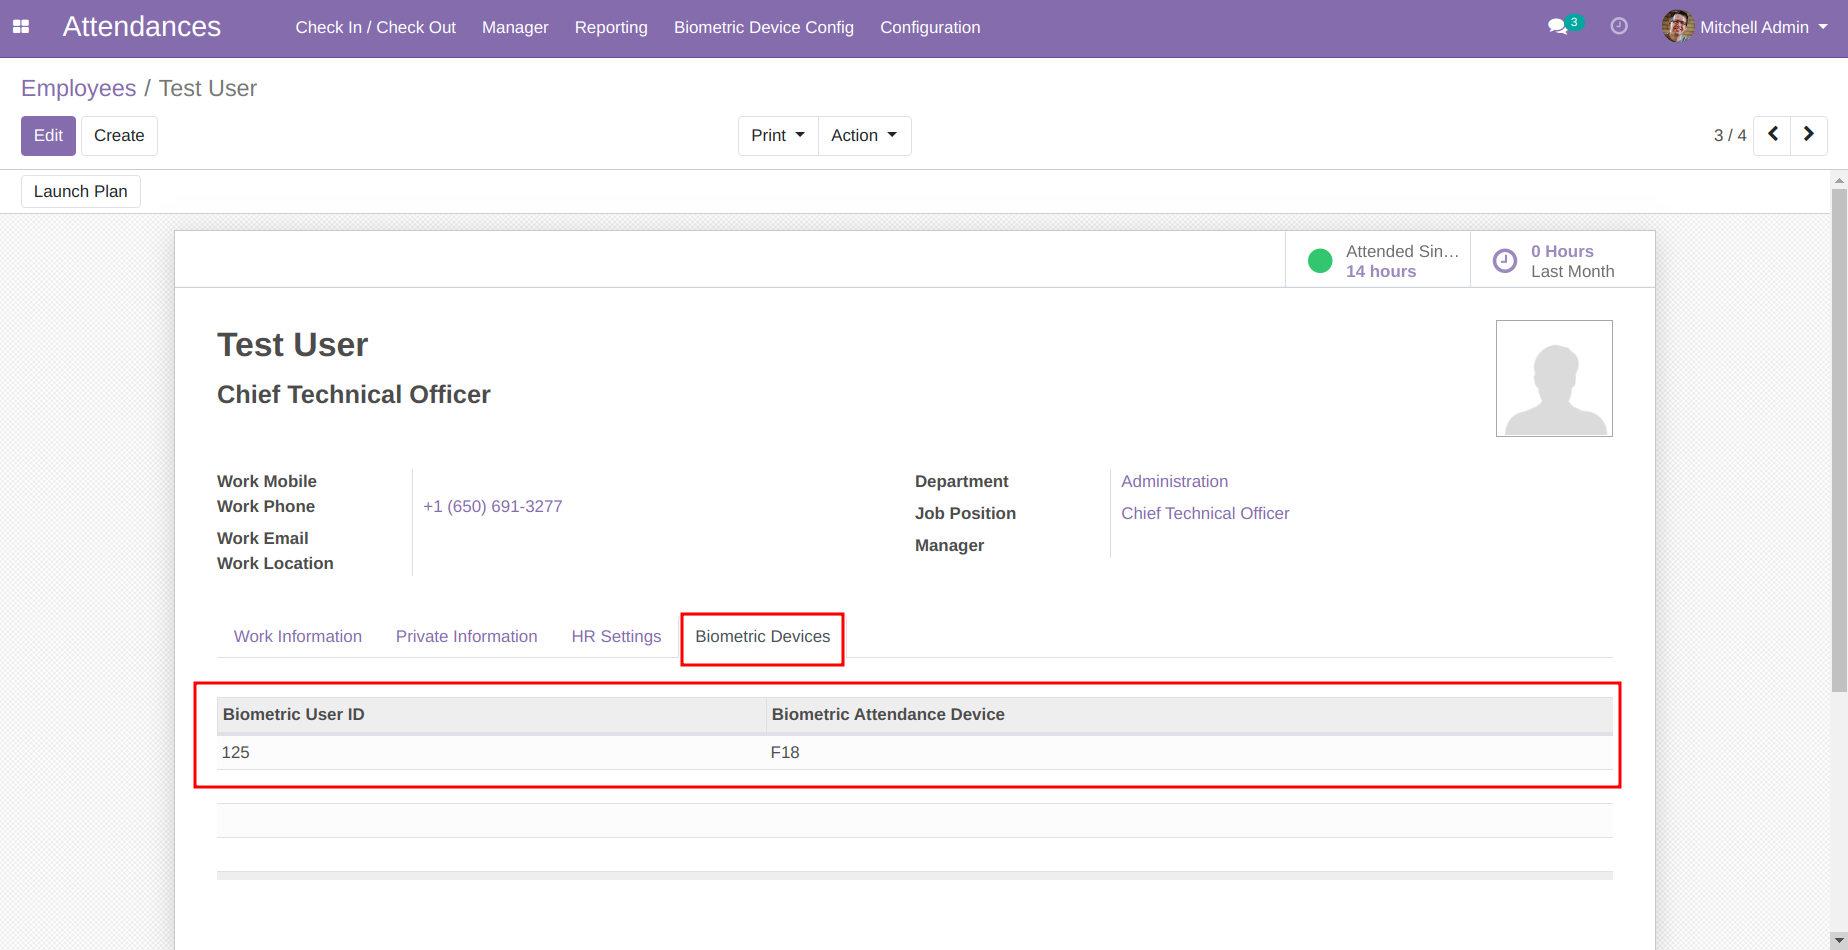 Attendances Check In / Check Out Manager Reporting Biometric Device Config Configuration 3 Mitchell Admin
Employees / Test User
Edit Create Print Action 3 / 4
Launch Plan
Attended Sin… 0 Hours
14 hours Last Month
Test User
Chief Technical Officer
Work Mobile Department Administration
Work Phone +1 (650) 691-3277
Job Position Chief Technical Officer
Work Email
Manager
Work Location
Work Information Private Information HR Settings Biometric Devices
Biometric User ID Biometric Attendance Device
125 F18